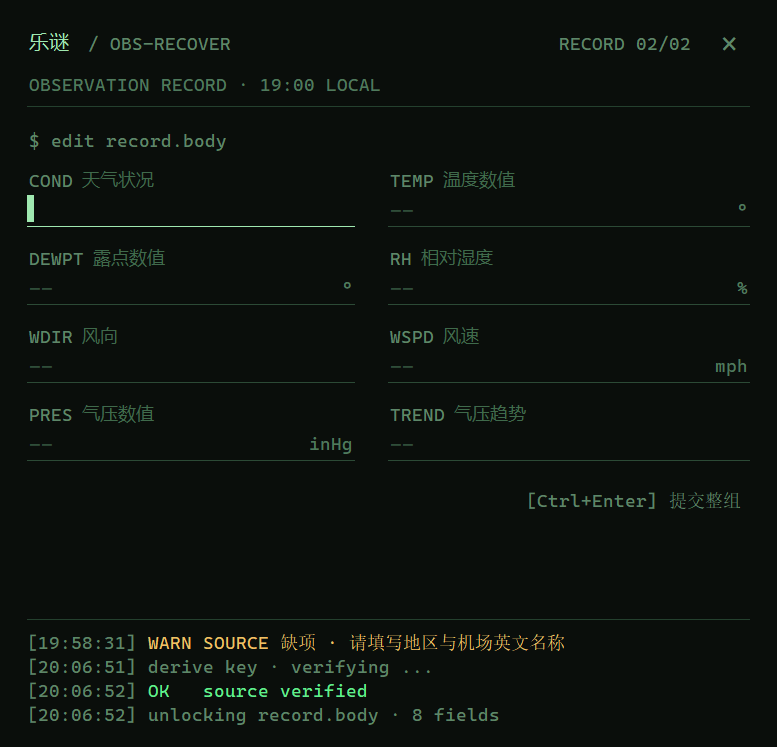 乐谜 / OBS-RECOVER RECORD 02/02 ×
OBSERVATION RECORD · 19:00 LOCAL
$ edit record.body
COND 天气状况 TEMP 温度数值
-- °
DEWPT 露点数值 RH 相对湿度
-- ° -- %
WDIR 风向 WSPD 风速
-- -- mph
PRES 气压数值 TREND 气压趋势
-- inHg --
[Ctrl+Enter] 提交整组
[19:58:31] WARN SOURCE 缺项 · 请填写地区与机场英文名称
[20:06:51] derive key · verifying ...
[20:06:52] OK source verified
[20:06:52] unlocking record.body · 8 fields